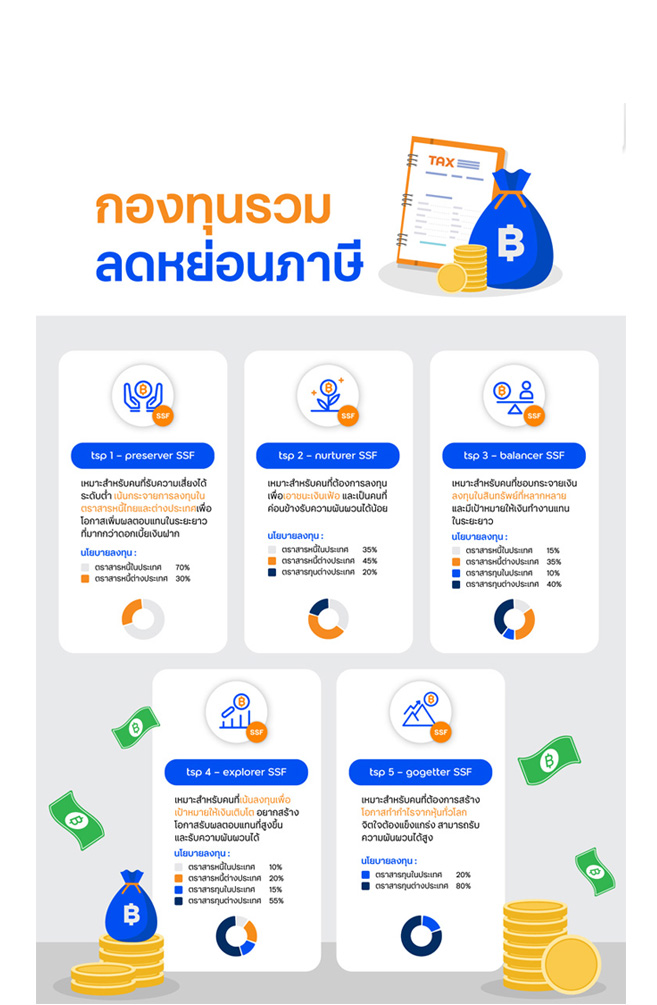 กองทุนรวม
ลดหย่อนภาษี
TAX
฿
SSF
tsp 1 – preserver SSF
เหมาะสำหรับคนที่รับความเสี่ยงได้
ระดับต่ำ เน้นกระจายการลงทุนใน
ตราสารหนี้ไทยและต่างประเทศเพื่อ
โอกาสเพิ่มผลตอบแทนในระยะยาว
ที่มากกว่าดอกเบี้ยเงินฝาก
นโยบายลงทุน :
ตราสารหนี้ในประเทศ 70%
ตราสารหนี้ต่างประเทศ 30%
SSF
tsp 2 – nurturer SSF
เหมาะสำหรับคนที่ต้องการลงทุน
เพื่อเอาชนะเงินเฟ้อ และเป็นคนที่
ค่อนข้างรับความผันผวนได้น้อย
นโยบายลงทุน :
ตราสารหนี้ในประเทศ 35%
ตราสารหนี้ต่างประเทศ 45%
ตราสารทุนต่างประเทศ 20%
SSF
tsp 3 – balancer SSF
เหมาะสำหรับคนที่ชอบกระจายเงิน
ลงทุนในสินทรัพย์ที่หลากหลาย
และมีเป้าหมายให้เงินทำงานแทน
ในระยะยาว
นโยบายลงทุน :
ตราสารหนี้ในประเทศ 15%
ตราสารหนี้ต่างประเทศ 35%
ตราสารทุนในประเทศ 10%
ตราสารทุนต่างประเทศ 40%
SSF
tsp 4 – explorer SSF
เหมาะสำหรับคนที่เน้นลงทุนเพื่อ
เป้าหมายให้เงินเติบโต อยากสร้าง
โอกาสรับผลตอบแทนที่สูงขึ้น
และรับความผันผวนได้
นโยบายลงทุน :
ตราสารหนี้ในประเทศ 10%
ตราสารหนี้ต่างประเทศ 20%
ตราสารทุนในประเทศ 15%
ตราสารทุนต่างประเทศ 55%
SSF
tsp 5 – gogetter SSF
เหมาะสำหรับคนที่ต้องการสร้าง
โอกาสทำกำไรจากหุ้นทั่วโลก
จิตใจต้องแข็งแกร่ง สามารถรับ
ความผันผวนได้สูง
นโยบายลงทุน :
ตราสารทุนในประเทศ 20%
ตราสารทุนต่างประเทศ 80%
฿